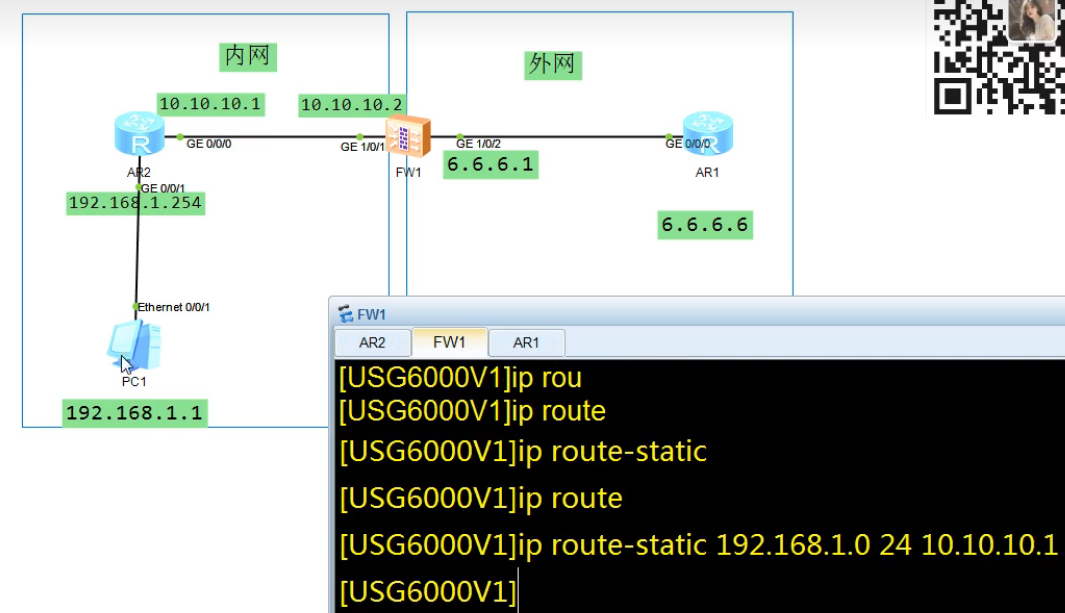 内网
外网
10.10.10.1
10.10.10.2
GE 0/0/0
GE 1/0/1
GE 1/0/2
GE 0/0/0
R
R
AR2
FW1
6.6.6.1
AR1
GE 0/0/1
192.168.1.254
6.6.6.6
Ethernet 0/0/1
PC1
192.168.1.1
FW1
AR2
FW1
AR1
[USG6000V1]ip rou
[USG6000V1]ip route
[USG6000V1]ip route-static
[USG6000V1]ip route
[USG6000V1]ip route-static 192.168.1.0 24 10.10.10.1
[USG6000V1]